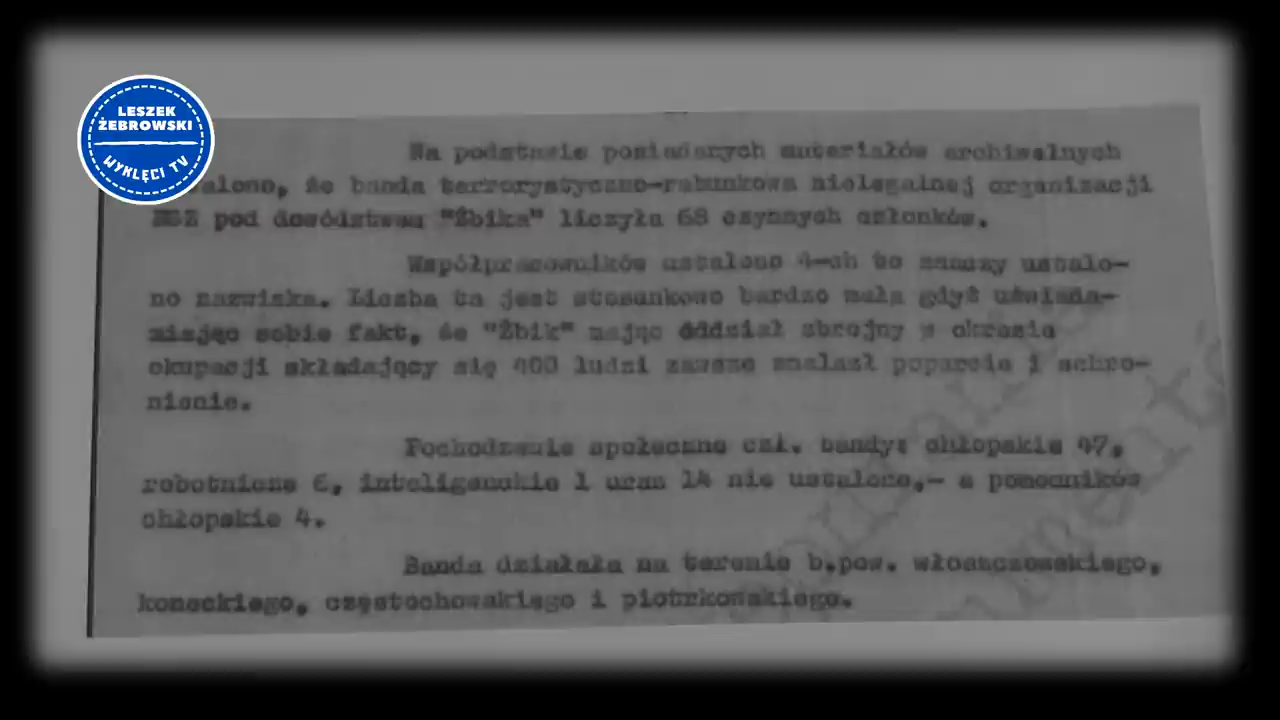 LESZEK
ŻEBROWSKI
WYKLĘCI TV
Na podstawie posiadanych materiałów archiwalnych
że banda terrorystyczno-rabunkowa nielegalnej organizacji
NSZ pod dowództwem "Żbika" liczyła 68 czynnych członków.
Współpracowników ustalono 4-ch to znaczy ustalo-
no nazwiska. Liczba ta jest stosunkowo bardzo mała gdyż uświada-
miając sobie fakt, że "Żbik" mając oddział zbrojny w okresie
okupacji składający się 400 ludzi zawsze znalazł poparcie i schro-
nienie.
Pochodzenie społeczne czł. bandy: chłopskie 47,
robotnicze 6, inteligenckie 1 oraz 14 nie ustalono,- a pomocników
chłopskie 4.
Banda działała na terenie b.pow. włoszczowskiego,
koneckiego, częstochowskiego i piotrkowskiego.